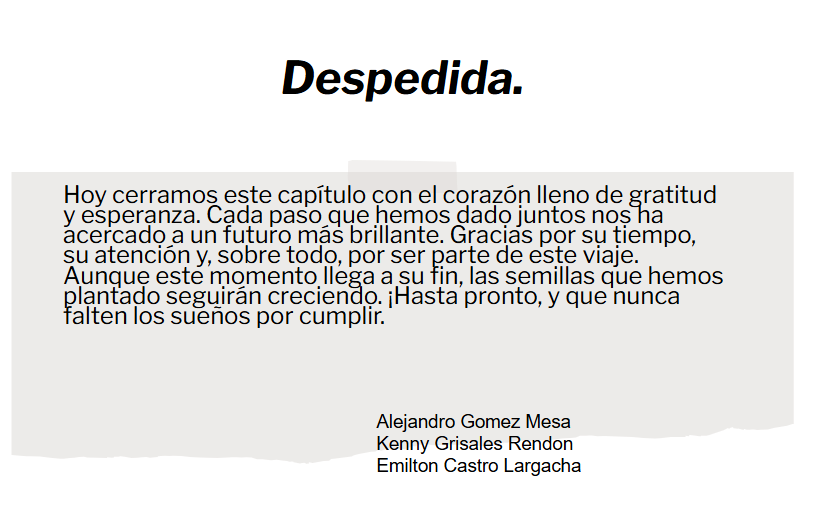 Despedida.
Hoy cerramos este capítulo con el corazón lleno de gratitud
y esperanza. Cada paso que hemos dado juntos nos ha
acercado a un futuro más brillante. Gracias por su tiempo,
su atención y, sobre todo, por ser parte de este viaje.
Aunque este momento llega a su fin, las semillas que hemos
plantado seguirán creciendo. ¡Hasta pronto, y que nunca
falten los sueños por cumplir.
Alejandro Gomez Mesa
Kenny Grisales Rendon
Emilton Castro Largacha